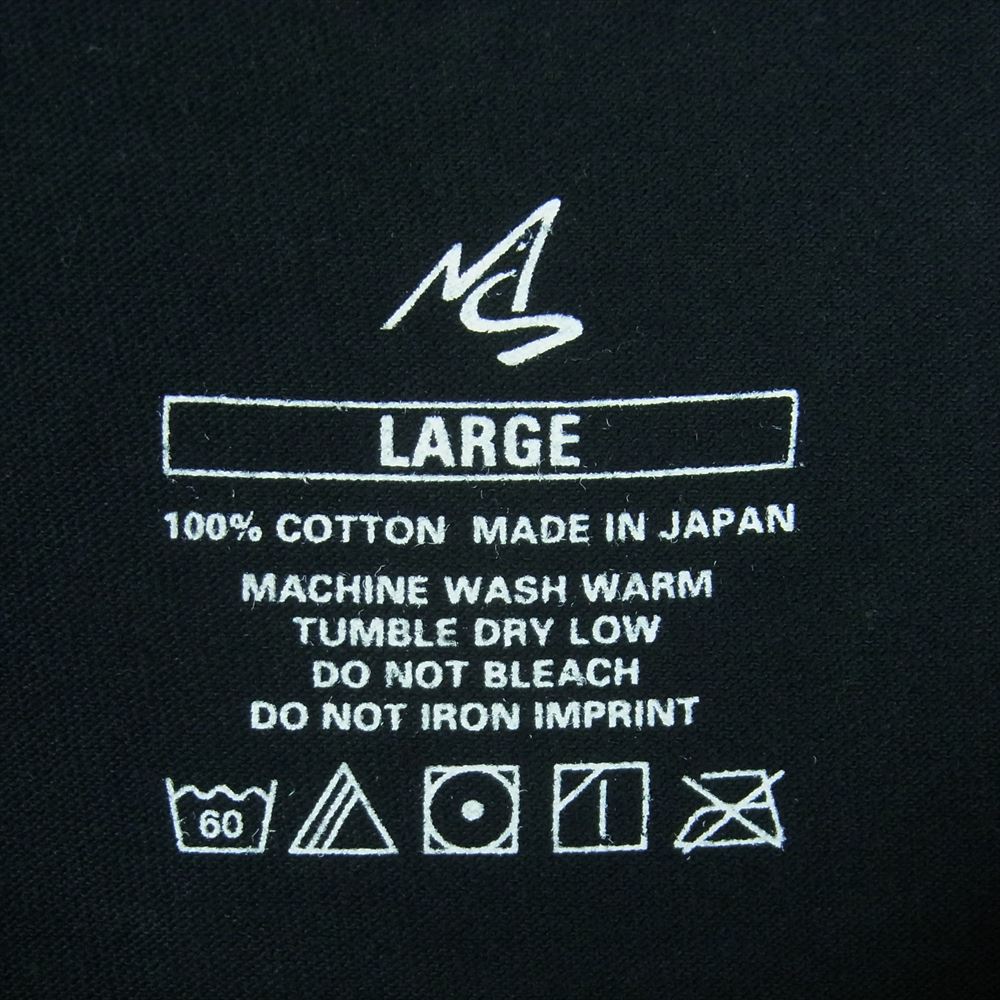 LARGE
100% COTTON MADE IN JAPAN
MACHINE WASH WARM
TUMBLE DRY LOW
DO NOT BLEACH
DO NOT IRON IMPRINT
60